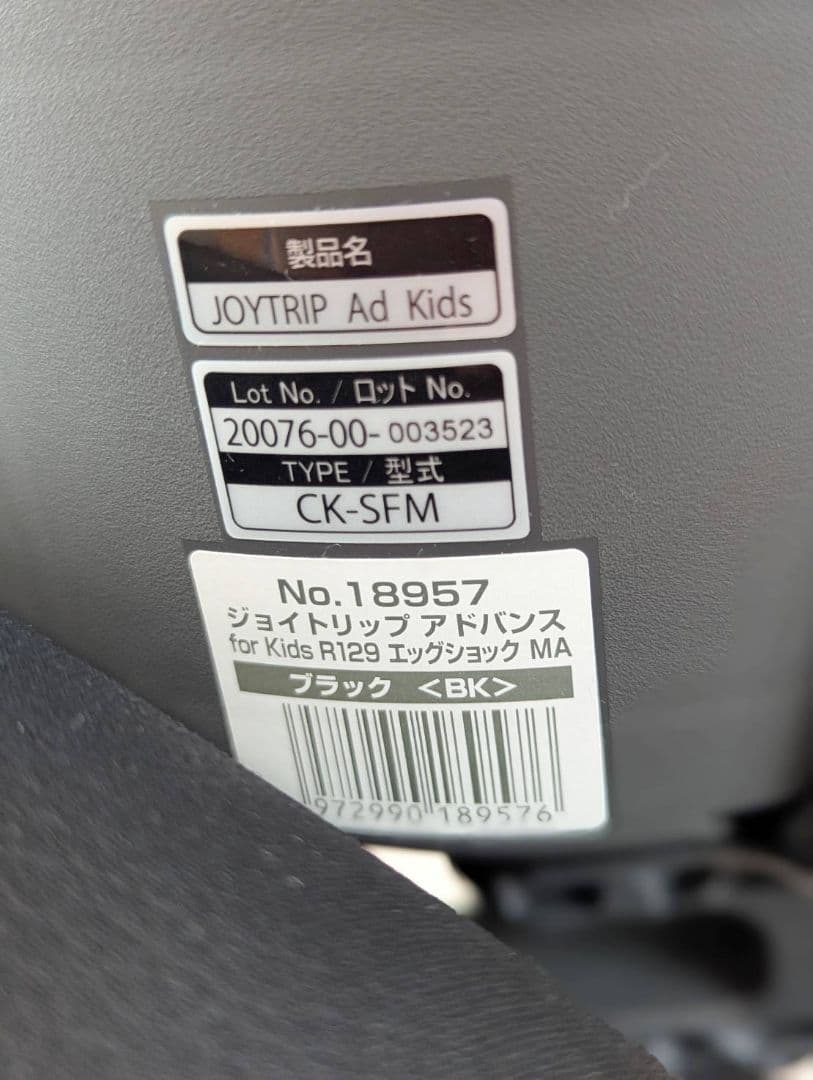 製品名
JOYTRIP Ad Kids
Lot No. / ロット No.
20076-00-003523
TYPE / 型式
CK-SFM
No.18957
ジョイトリップ アドバンス
for Kids R129 エッグショック MA
ブラック <BK>
972990 189576